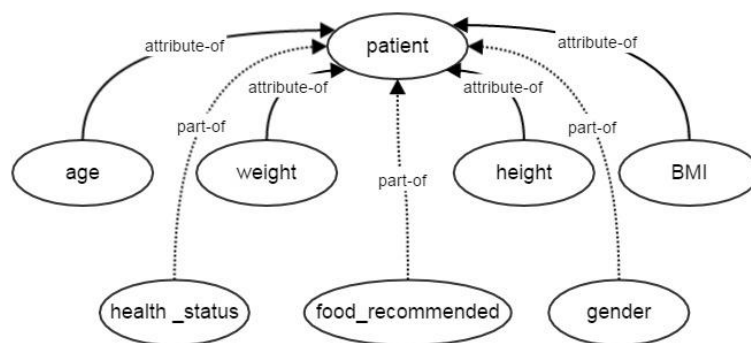 patient
attribute-of
attribute-of
attribute-of
attribute-of
part-of
part-of
age
weight
height
BMI
part-of
health _status
food_recommended
gender